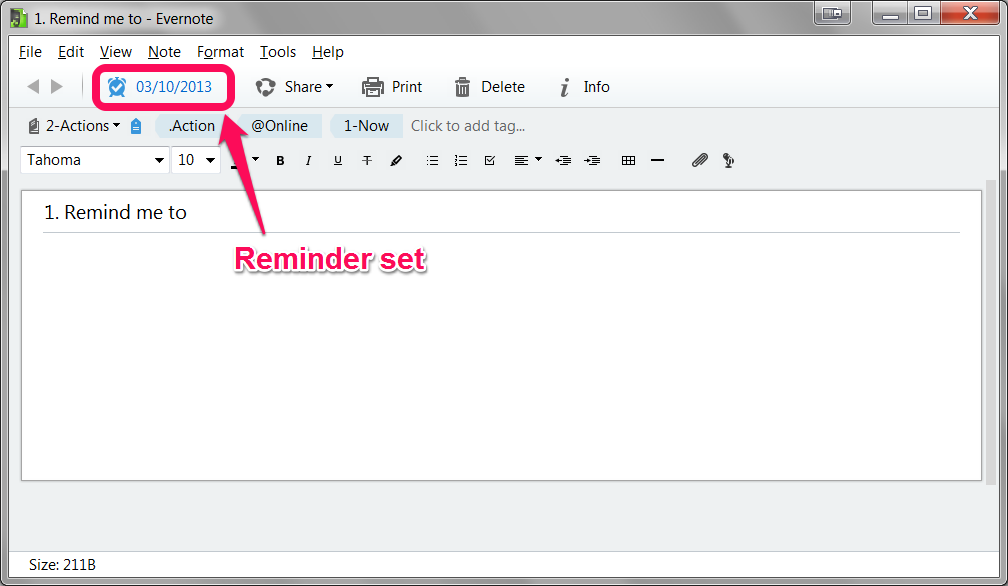 1. Remind me to - Evernote
File Edit View Note Format Tools Help
03/10/2013 Share Print Delete Info
2-Actions .Action @Online 1-Now Click to add tag...
Tahoma 10 B I U T
1. Remind me to
Reminder set
Size: 211B